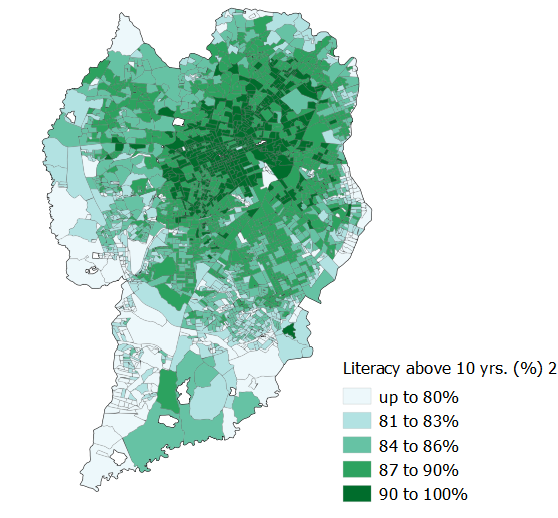 Literacy above 10 yrs. (%) 2
up to 80%
81 to 83%
84 to 86%
87 to 90%
90 to 100%